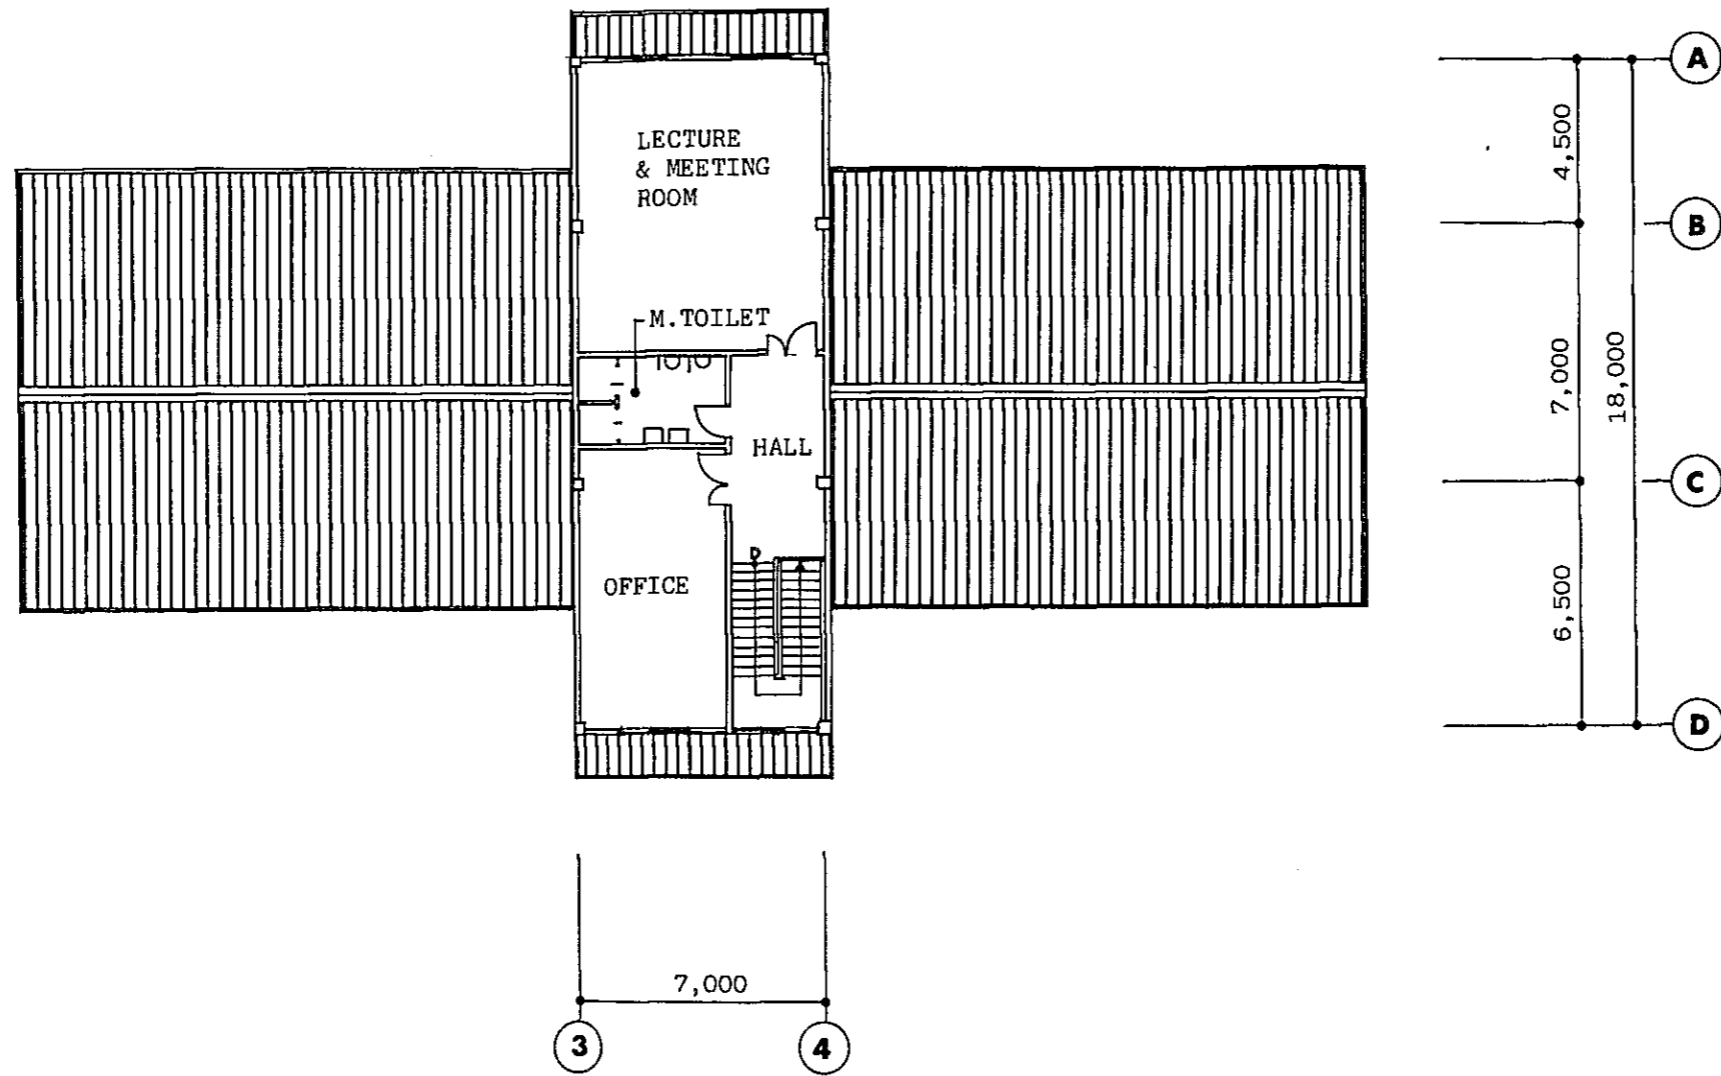 A
4,500
LECTURE
& MEETING
ROOM
B
M.TOILET
7,000
18,000
HALL
C
D
OFFICE
6,500
D
7,000
3
4